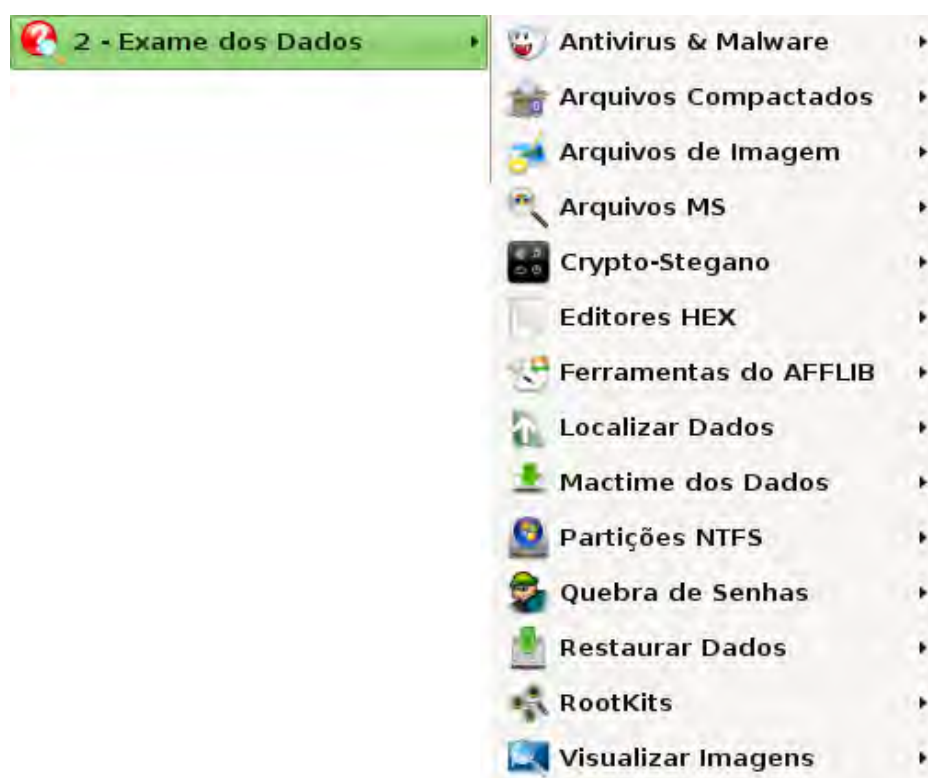 2 - Exame dos Dados
Antivirus & Malware
Arquivos Compactados
Arquivos de Imagem
Arquivos MS
Crypto-Stegano
Editores HEX
Ferramentas do AFFLIB
Localizar Dados
Mactime dos Dados
Partições NTFS
Quebra de Senhas
Restaurar Dados
RootKits
Visualizar Imagens